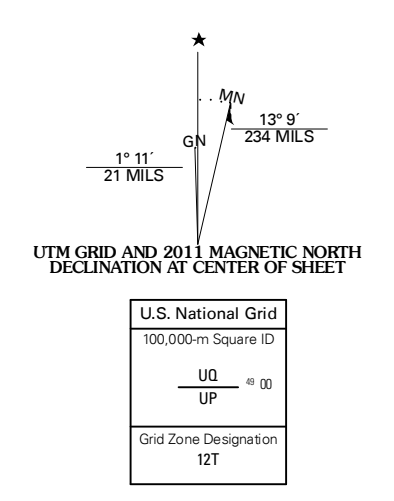 ★
MN
13° 9´
234 MILS
GN
1° 11´
21 MILS
UTM GRID AND 2011 MAGNETIC NORTH
DECLINATION AT CENTER OF SHEET
U.S. National Grid
100,000-m Square ID
UQ
49 00
UP
Grid Zone Designation
12T